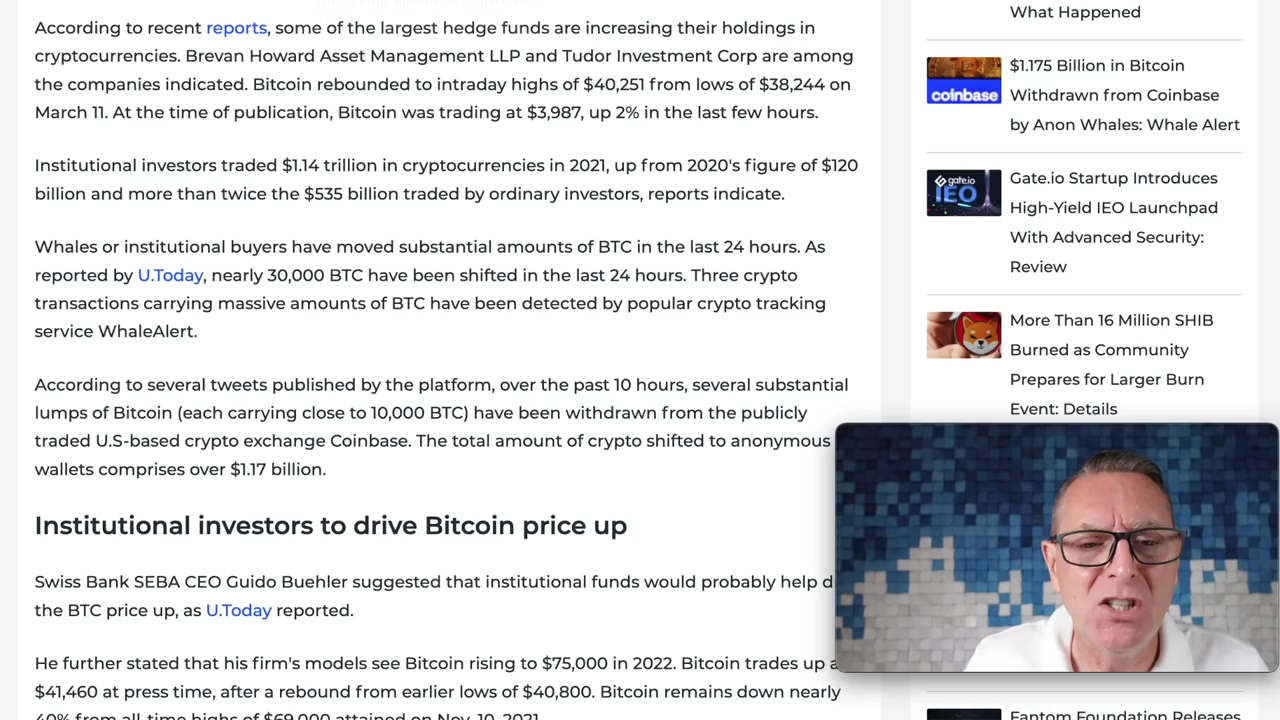 According to recent reports, some of the largest hedge funds are increasing their holdings in
cryptocurrencies. Brevan Howard Asset Management LLP and Tudor Investment Corp are among
the companies indicated. Bitcoin rebounded to intraday highs of $40,251 from lows of $38,244 on
March 11. At the time of publication, Bitcoin was trading at $3,987, up 2% in the last few hours.
Institutional investors traded $1.14 trillion in cryptocurrencies in 2021, up from 2020's figure of $120
billion and more than twice the $535 billion traded by ordinary investors, reports indicate.
Whales or institutional buyers have moved substantial amounts of BTC in the last 24 hours. As
reported by U.Today, nearly 30,000 BTC have been shifted in the last 24 hours. Three crypto
transactions carrying massive amounts of BTC have been detected by popular crypto tracking
service WhaleAlert.
According to several tweets published by the platform, over the past 10 hours, several substantial
lumps of Bitcoin (each carrying close to 10,000 BTC) have been withdrawn from the publicly
traded U.S-based crypto exchange Coinbase. The total amount of crypto shifted to anonymous
wallets comprises over $1.17 billion.
Institutional investors to drive Bitcoin price up
Swiss Bank SEBA CEO Guido Buehler suggested that institutional funds would probably help
the BTC price up, as U.Today reported.
He further stated that his firm's models see Bitcoin rising to $75,000 in 2022. Bitcoin trades up
$41,460 at press time, after a rebound from earlier lows of $40,800. Bitcoin remains down nearly
40% from all-time highs of $69,000 attained on Nov. 10, 2021.
What Happened
coinbase
$1.175 Billion in Bitcoin
Withdrawn from Coinbase
by Anon Whales: Whale Alert
gate.io
IEO
Gate.io Startup Introduces
High-Yield IEO Launchpad
With Advanced Security:
Review
More Than 16 Million SHIB
Burned as Community
Prepares for Larger Burn
Event: Details
Fantom Foundation Releases